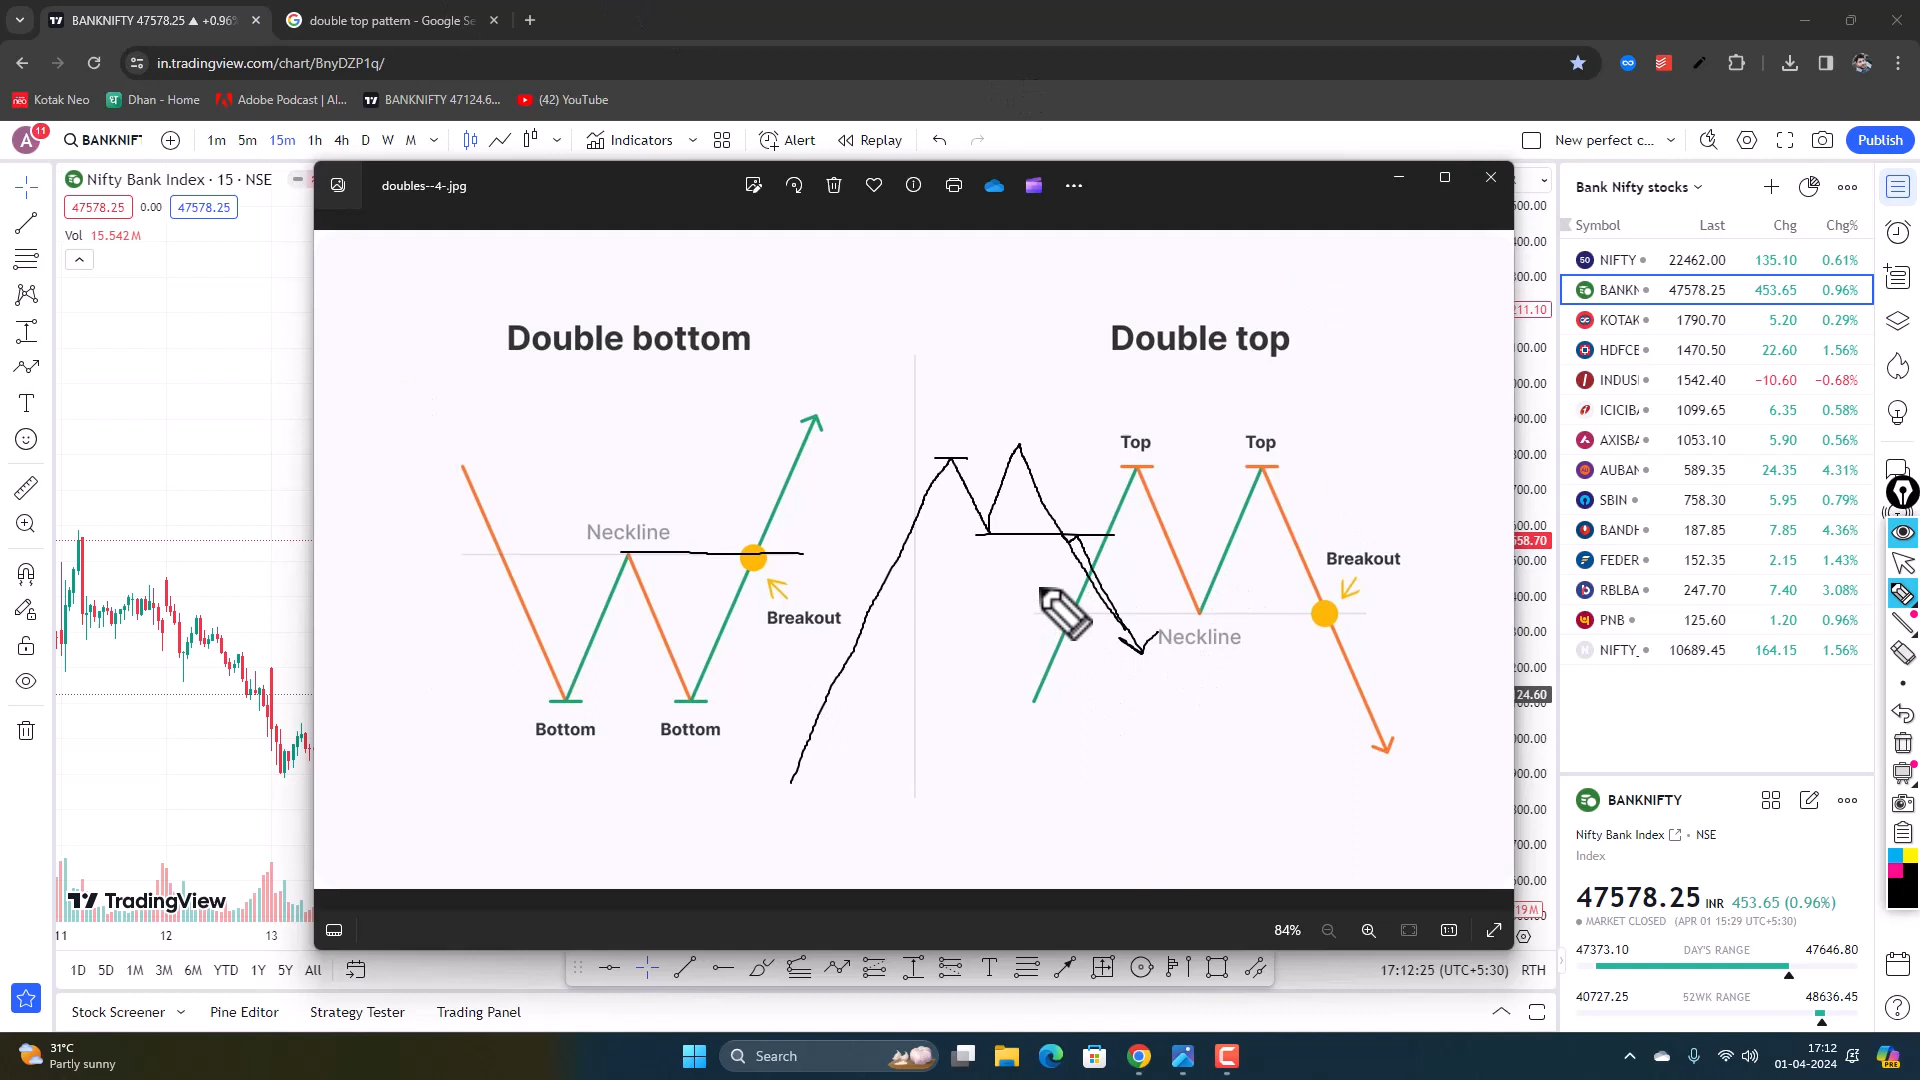 BANKNIFTY 47578.25 ▲ +0.96%
double top pattern - Google Se
in.tradingview.com/chart/BnyDZP1q/
Kotak Neo
Dhan - Home
Adobe Podcast | AI...
BANKNIFTY 47124.6...
(42) YouTube
A 11
BANKNIF
1m 5m 15m 1h 4h D W M
Indicators
Alert
Replay
New perfect c...
Publish
Nifty Bank Index · 15 · NSE
47578.25 0.00 47578.25
Vol 15.542 M
TradingView
11 12 13
doubles--4-.jpg
Double bottom
Neckline
Breakout
Bottom Bottom
Double top
Top Top
Breakout
Neckline
84%
1:1
211.10
Bank Nifty stocks
Symbol Last Chg Chg%
50 NIFTY 22462.00 135.10 0.61%
BANKN 47578.25 453.65 0.96%
KOTAK 1790.70 5.20 0.29%
HDFCE 1470.50 22.60 1.56%
INDUSI 1542.40 −10.60 −0.68%
ICICIBA 1099.65 6.35 0.58%
AXISBA 1053.10 5.90 0.56%
AUBAN 589.35 24.35 4.31%
SBIN 758.30 5.95 0.79%
BANDH 187.85 7.85 4.36%
FEDER 152.35 2.15 1.43%
RBLBA 247.70 7.40 3.08%
PNB 125.60 1.20 0.96%
NIFTY_ 10689.45 164.15 1.56%
BANKNIFTY
Nifty Bank Index • NSE
Index
47578.25 INR 453.65 (0.96%)
MARKET CLOSED (APR 01 15:29 UTC+5:30)
47373.10 DAY'S RANGE 47646.80
40727.25 52WK RANGE 48636.45
1D 5D 1M 3M 6M YTD 1Y 5Y All
17:12:25 (UTC+5:30) RTH
Stock Screener
Pine Editor
Strategy Tester
Trading Panel
31°C
Partly sunny
Search
17:12
01-04-2024
PRE